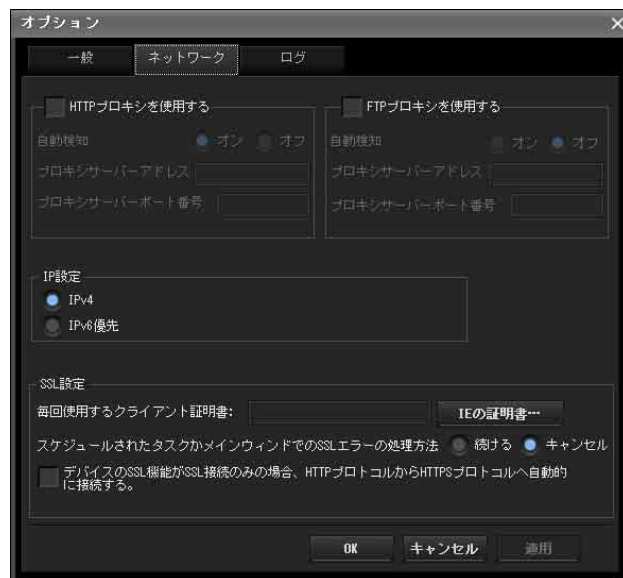 オプション
一般 ネットワーク ログ
HTTPプロキシを使用する
自動検知 オン オフ
プロキシサーバーアドレス
プロキシサーバーポート番号
FTPプロキシを使用する
自動検知 オン オフ
プロキシサーバーアドレス
プロキシサーバーポート番号
IP設定
IPv4
IPv6優先
SSL設定
毎回使用するクライアント証明書: IEの証明書…
スケジュールされたタスクかメインウィンドでのSSLエラーの処理方法 続ける キャンセル
デバイスのSSL機能がSSL接続のみの場合、HTTPプロトコルからHTTPSプロトコルへ自動的
に接続する。
OK キャンセル 適用